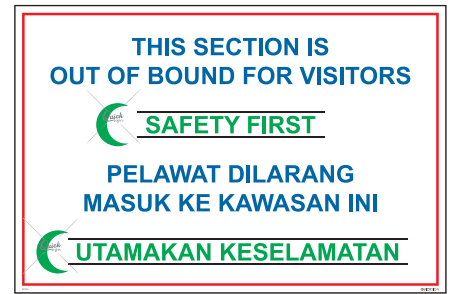 THIS SECTION IS
OUT OF BOUND FOR VISITORS
SAFETY FIRST
PELAWAT DILARANG
MASUK KE KAWASAN INI
UTAMAKAN KESELAMATAN